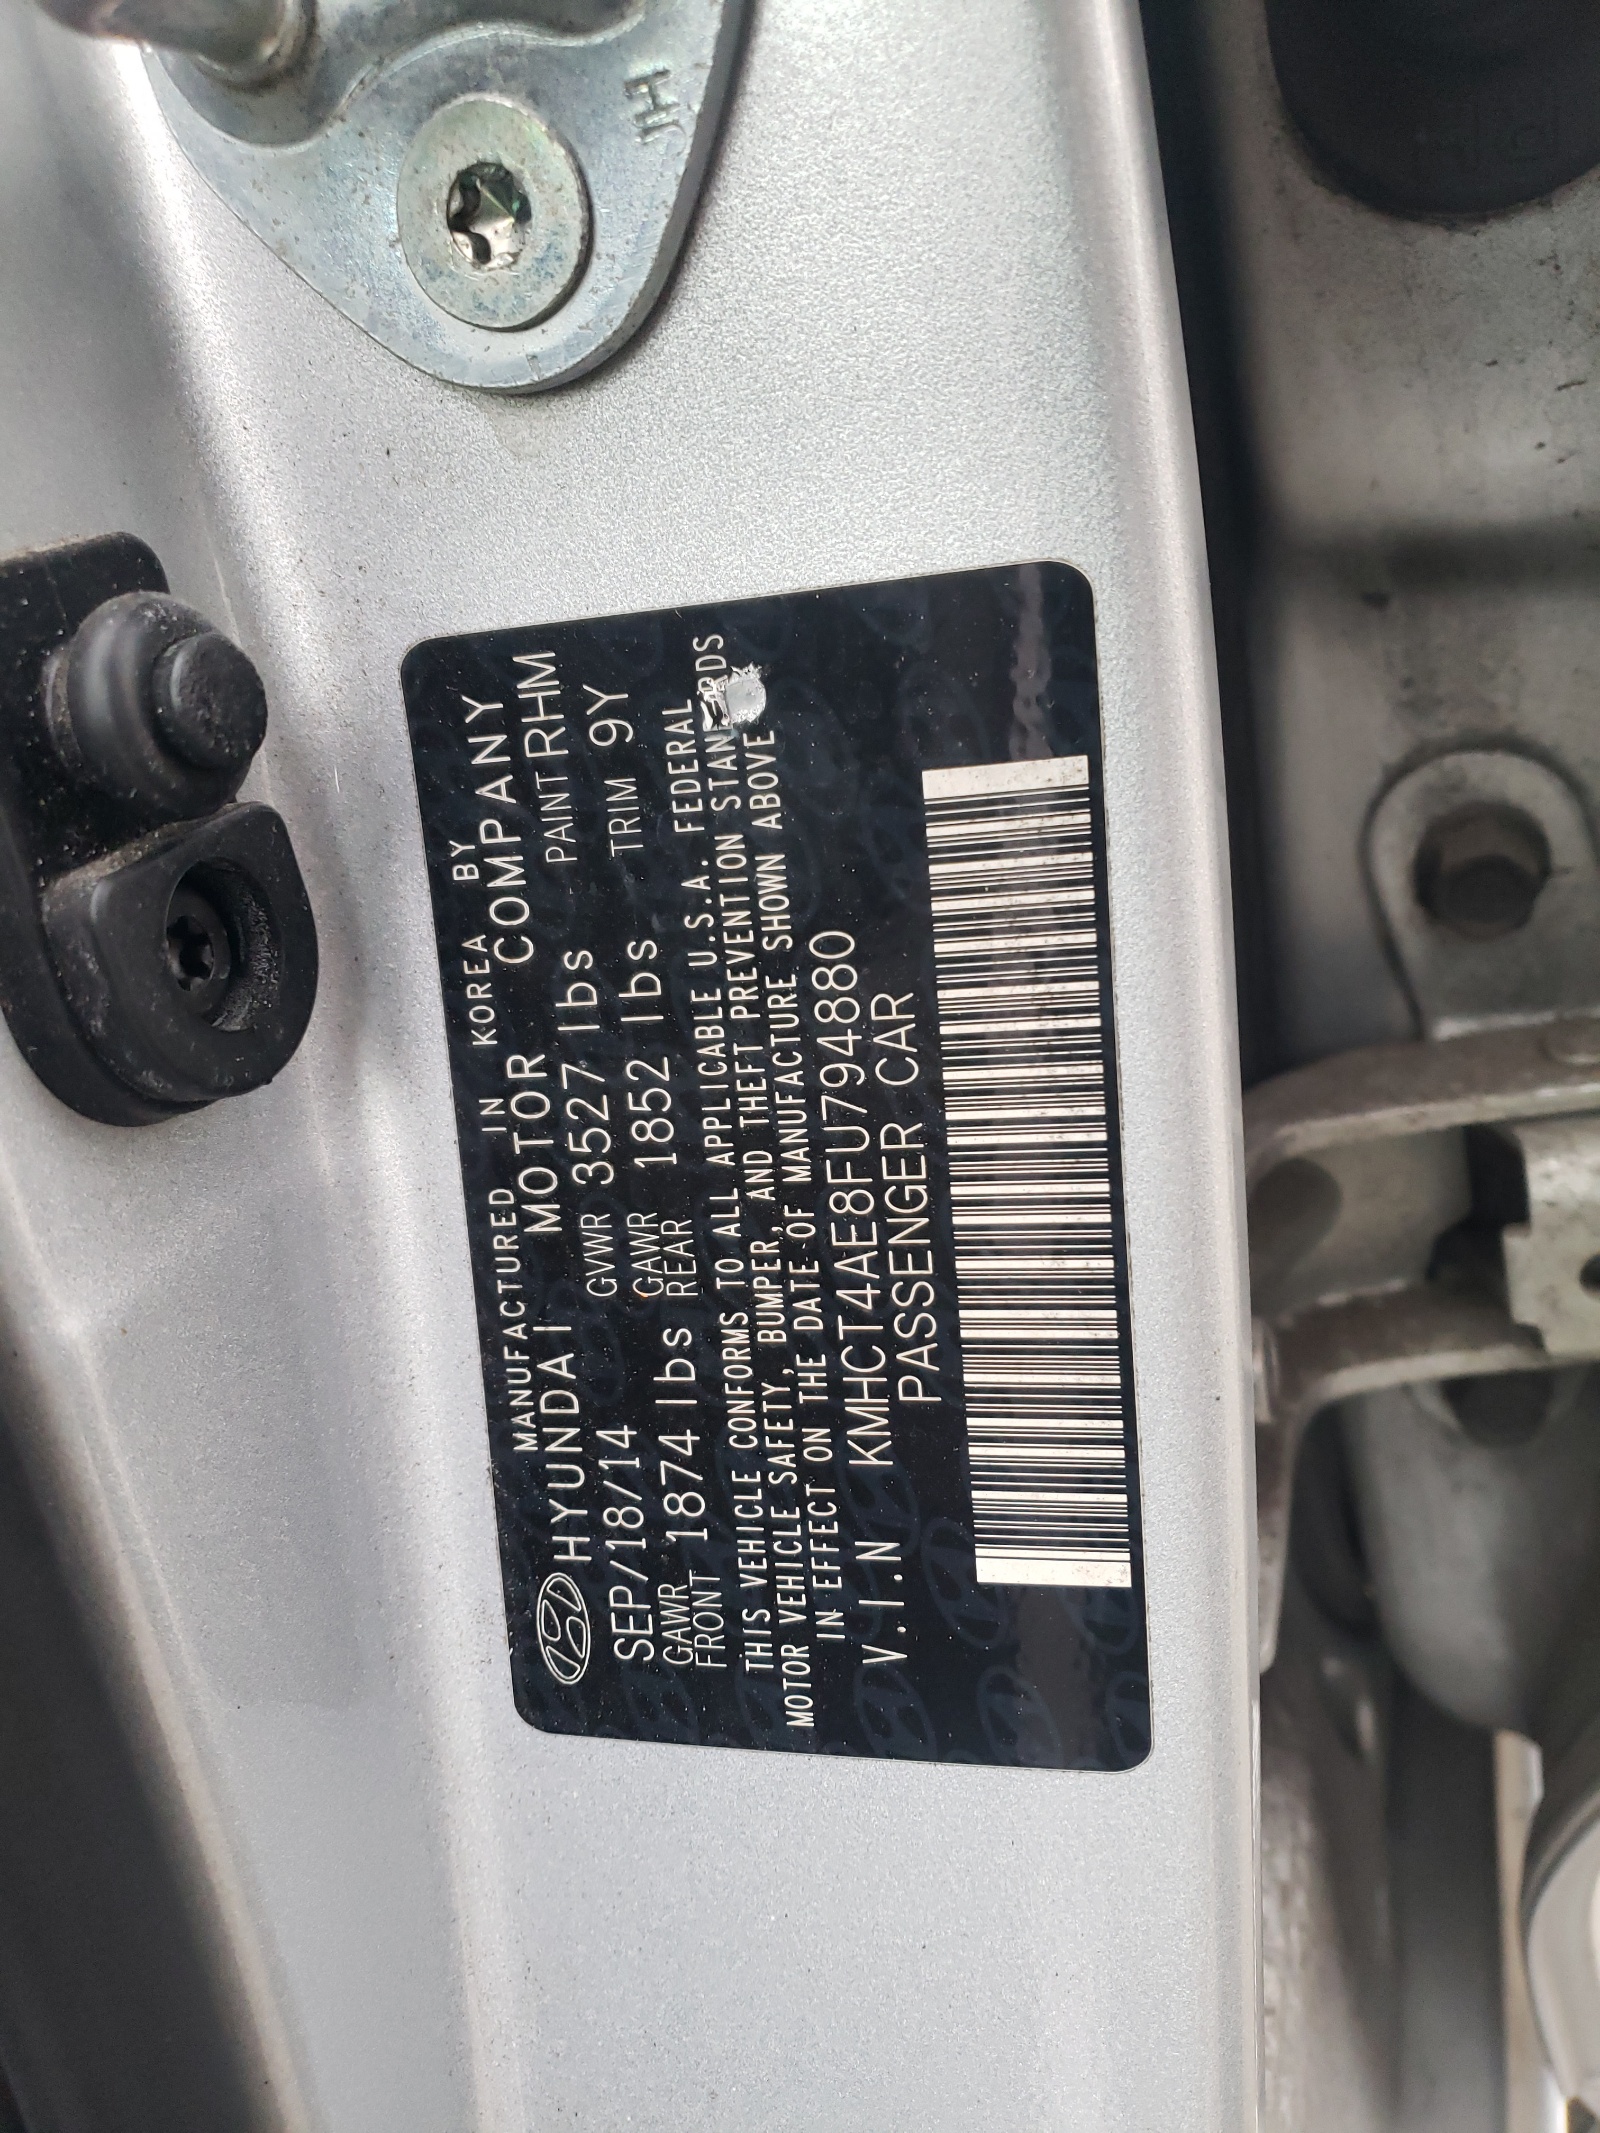 JHH
MANUFACTURED IN KOREA BY
HYUNDAI MOTOR COMPANY
SEP/18/14 GVWR 3527 lbs PAINT RHM
GAWR FRONT 1874 lbs GAWR REAR 1852 lbs TRIM 9Y
THIS VEHICLE CONFORMS TO ALL APPLICABLE U.S.A. FEDERAL
MOTOR VEHICLE SAFETY, BUMPER, AND THEFT PREVENTION STANDARDS
IN EFFECT ON THE DATE OF MANUFACTURE SHOWN ABOVE
V.I.N KMHCT4AE8FU794880
PASSENGER CAR